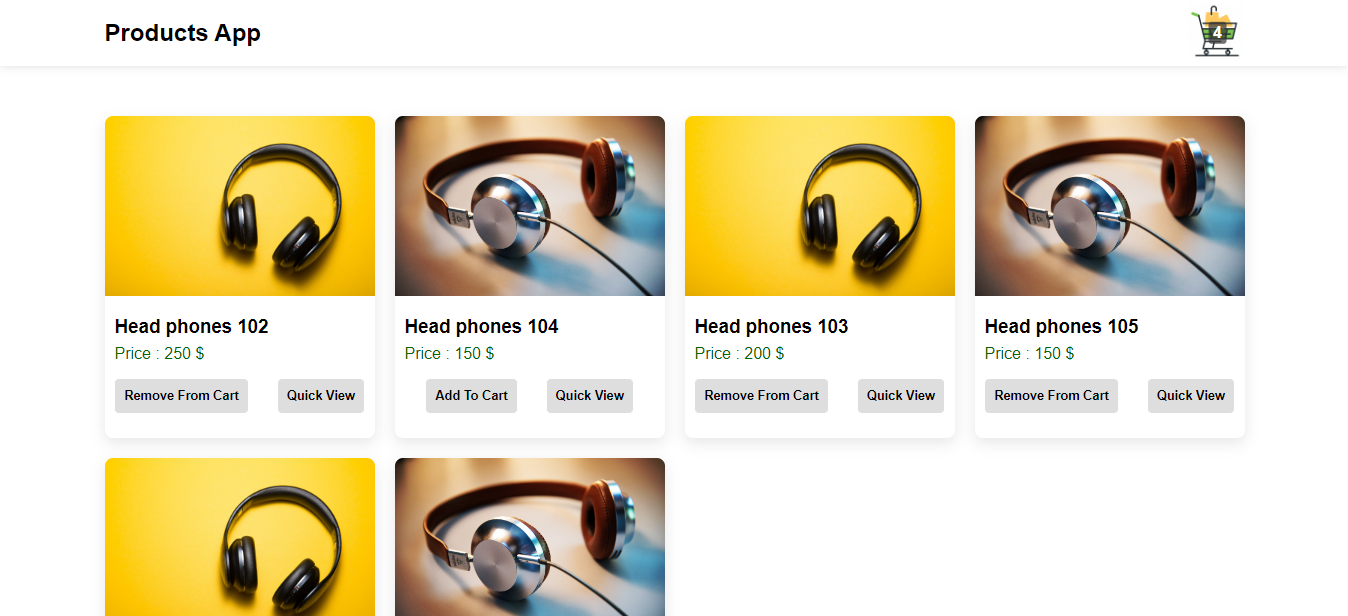 Products App
4
Head phones 102
Price : 250 $
Remove From Cart
Quick View
Head phones 104
Price : 150 $
Add To Cart
Quick View
Head phones 103
Price : 200 $
Remove From Cart
Quick View
Head phones 105
Price : 150 $
Remove From Cart
Quick View